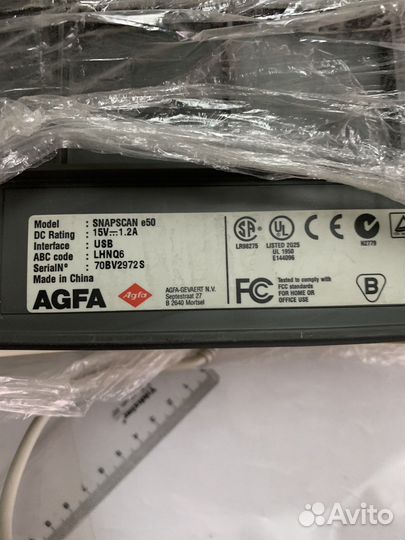 Model : SNAPSCAN e50
DC Rating : 15V⎓1.2A
Interface : USB
ABC code : LHNQ6
SerialN° : 70BV2972S
Made in China
AGFA
Agfa
AGFA-GEVAERT N.V.
Septestraat 27
B 2640 Mortsel
LR98275
LISTED 2025
UL 1950
E144096
N2779
FC
Tested to comply with
FCC standards
FOR HOME OR
OFFICE USE
B
Avito